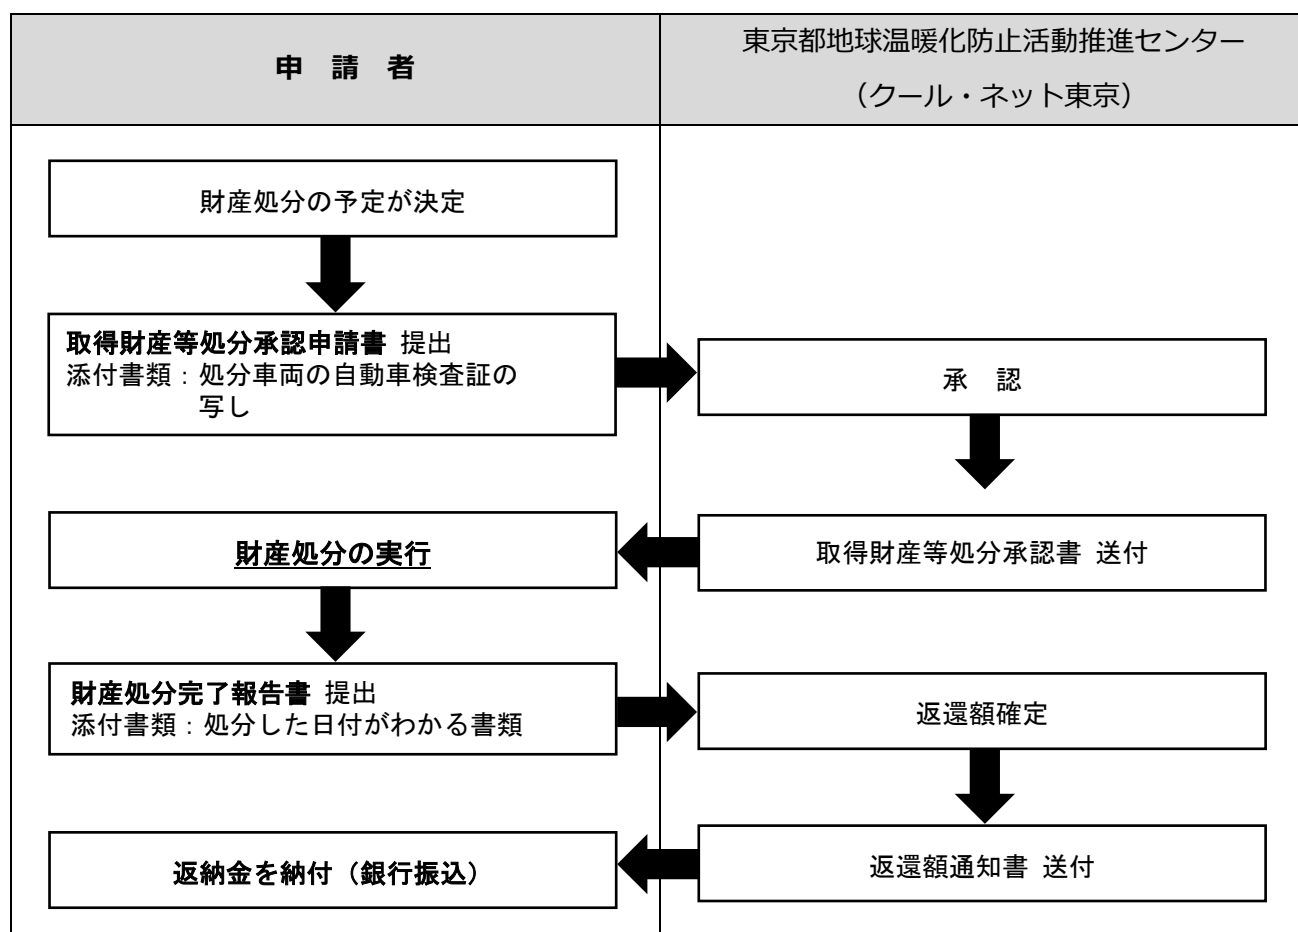 申 請 者
東京都地球温暖化防止活動推進センター
（クール・ネット東京）
財産処分の予定が決定
取得財産等処分承認申請書 提出
添付書類：処分車両の自動車検査証の
写し
承 認
財産処分の実行
取得財産等処分承認書 送付
財産処分完了報告書 提出
添付書類：処分した日付がわかる書類
返還額確定
返納金を納付（銀行振込）
返還額通知書 送付